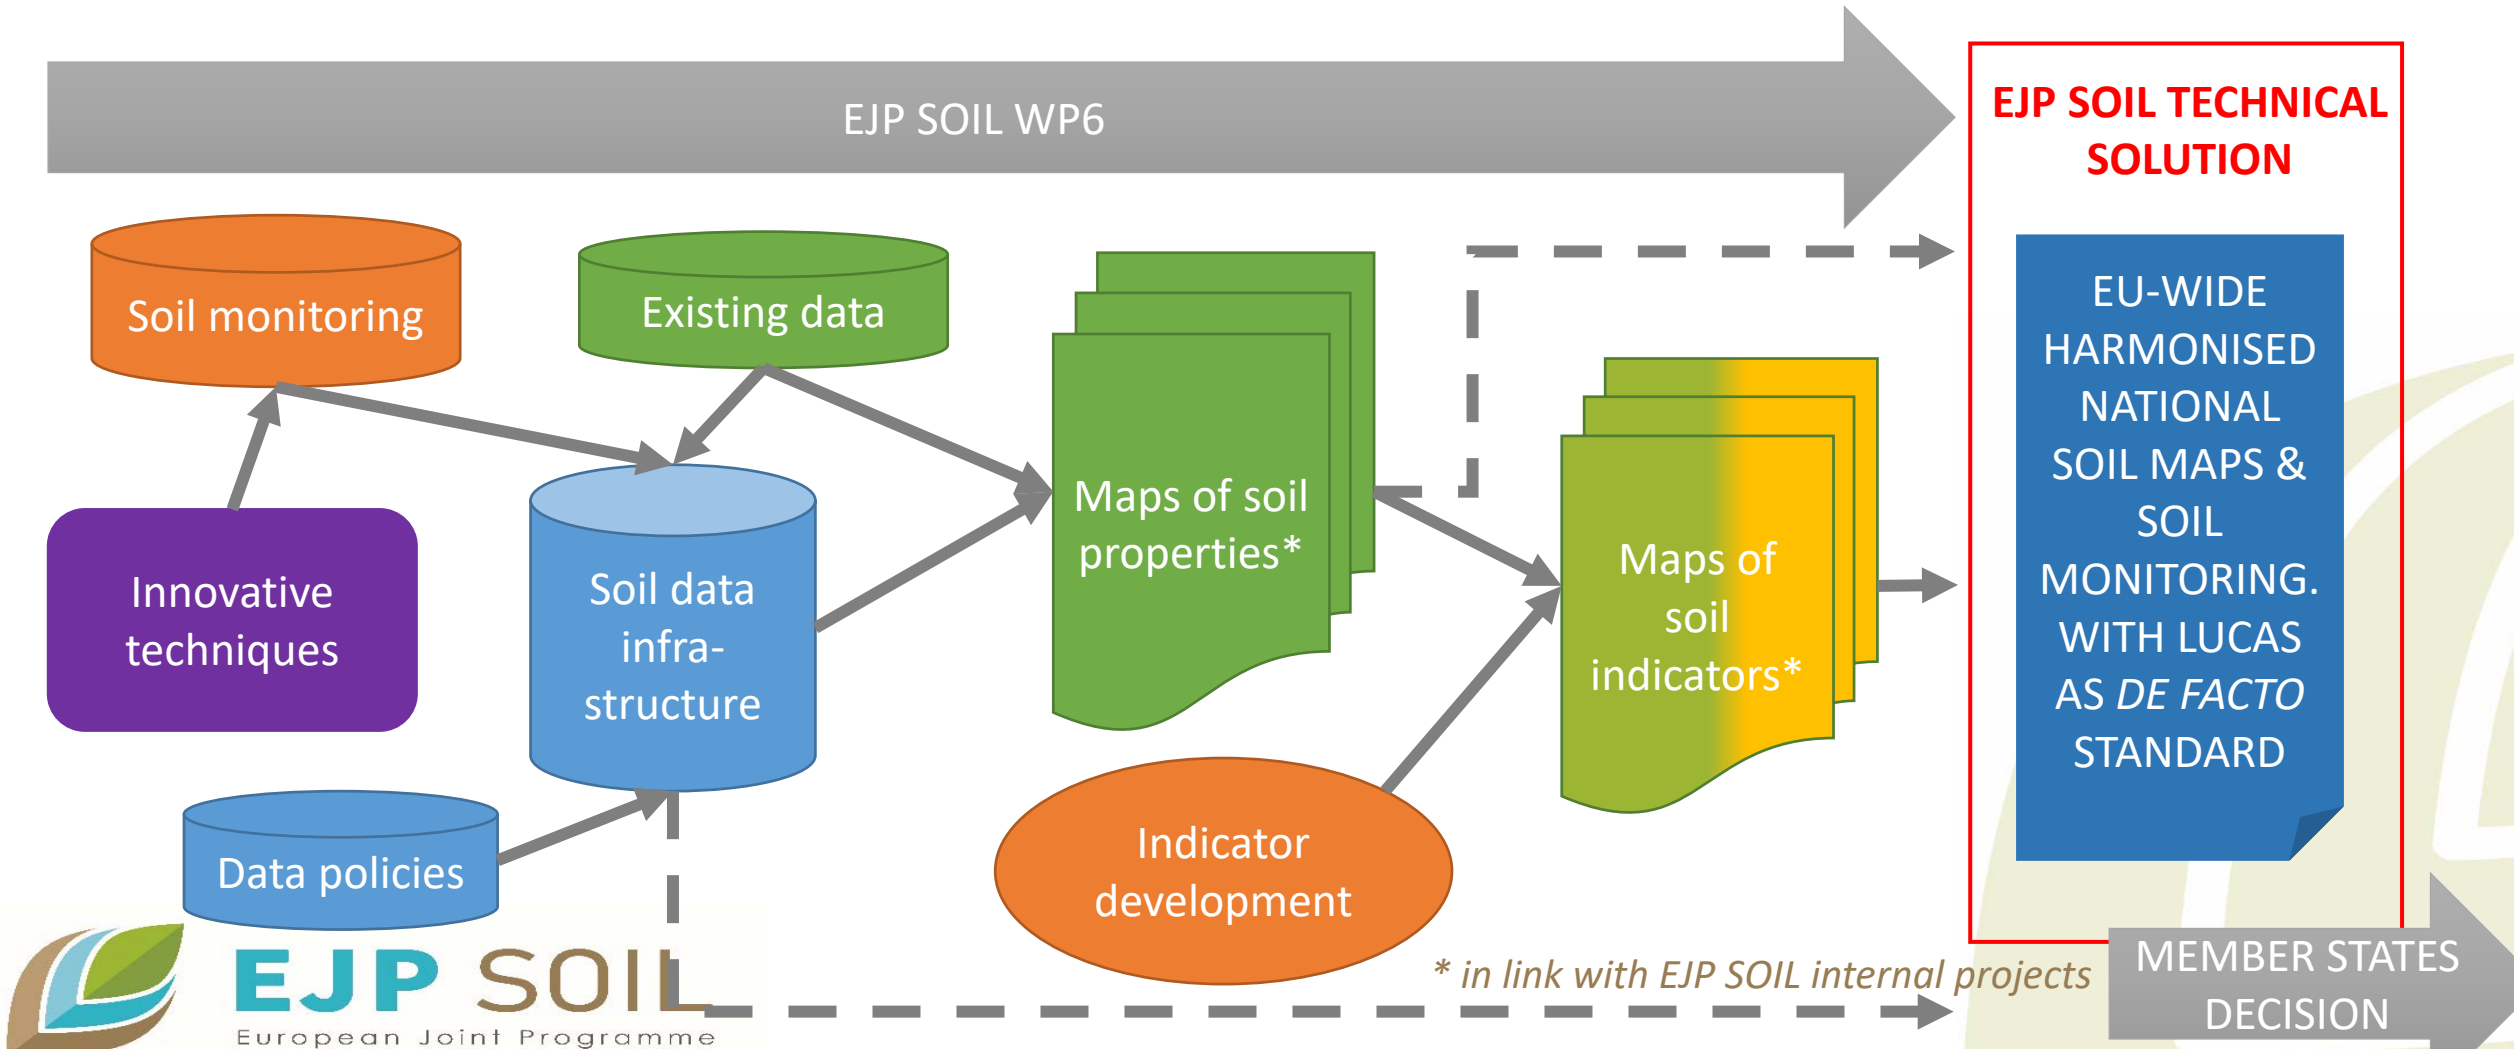 EJP SOIL WP6
EJP SOIL TECHNICAL
SOLUTION
Soil monitoring
Existing data
EU-WIDE
HARMONISED
NATIONAL
SOIL MAPS &
SOIL
MONITORING.
WITH LUCAS
AS DE FACTO
STANDARD
Maps of soil
properties*
Maps of
soil
indicators*
Innovative
techniques
Soil data
infra-
structure
Data policies
Indicator
development
* in link with EJP SOIL internal projects
MEMBER STATES
DECISION
EJP SOIL
European Joint Programme